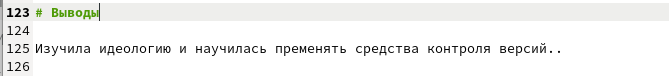 123 # Выводы
124
125 Изучила идеологию и научилась пременять средства контроля версий..
126